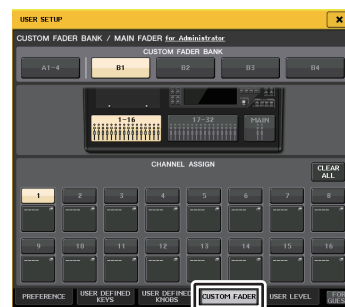 USER SETUP
CUSTOM FADER BANK / MAIN FADER for Administrator
CUSTOM FADER BANK
A1-4 B1 B2 B3 B4
1-16 17-32 MAIN
CHANNEL ASSIGN
CLEAR ALL
1 2 3 4 5 6 7 8
---- ---- ---- ---- ---- ---- ---- ----
9 10 11 12 13 14 15 16
---- ---- ---- ---- ---- ---- ---- ----
PREFERENCE USER DEFINED KEYS USER DEFINED KNOBS CUSTOM FADER USER LEVEL FOR GUES